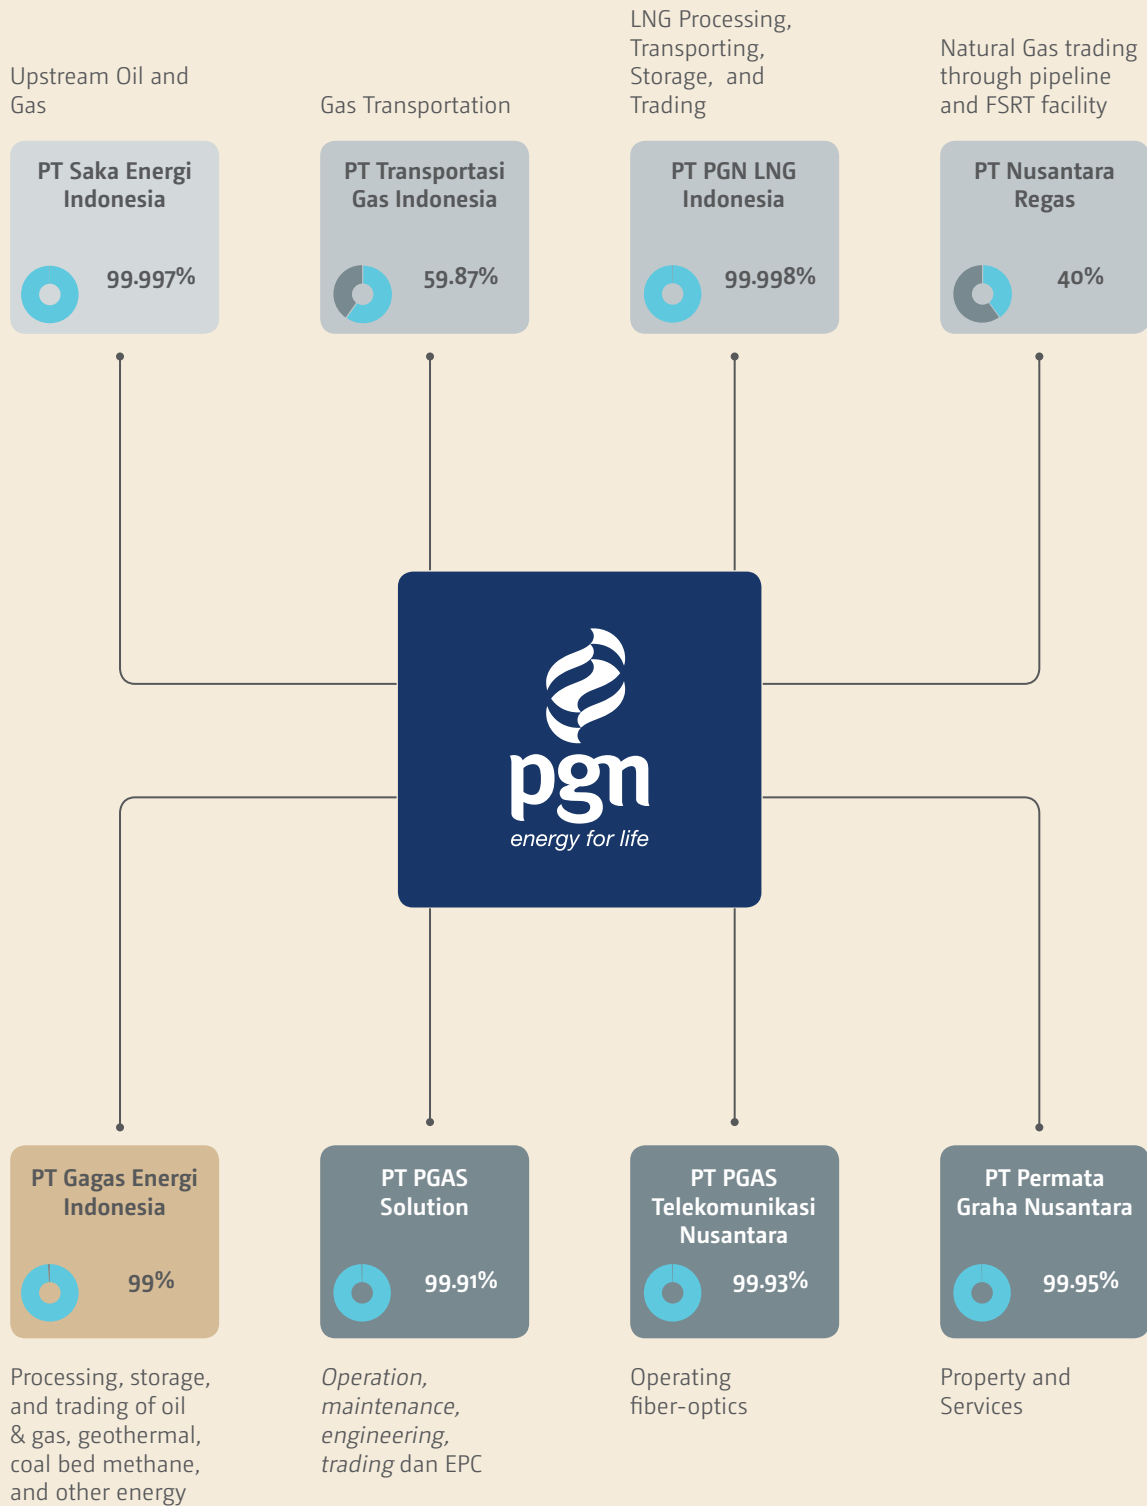 Upstream Oil and
Gas
PT Saka Energi
Indonesia
99.997%
Gas Transportation
PT Transportasi
Gas Indonesia
59.87%
LNG Processing,
Transporting,
Storage, and
Trading
PT PGN LNG
Indonesia
99.998%
Natural Gas trading
through pipeline
and FSRT facility
PT Nusantara
Regas
40%
pgn
energy for life
PT Gagas Energi
Indonesia
99%
Processing, storage,
and trading of oil
& gas, geothermal,
coal bed methane,
and other energy
PT PGAS
Solution
99.91%
Operation,
maintenance,
engineering,
trading dan EPC
PT PGAS
Telekomunikasi
Nusantara
99.93%
Operating
fiber-optics
PT Permata
Graha Nusantara
99.95%
Property and
Services